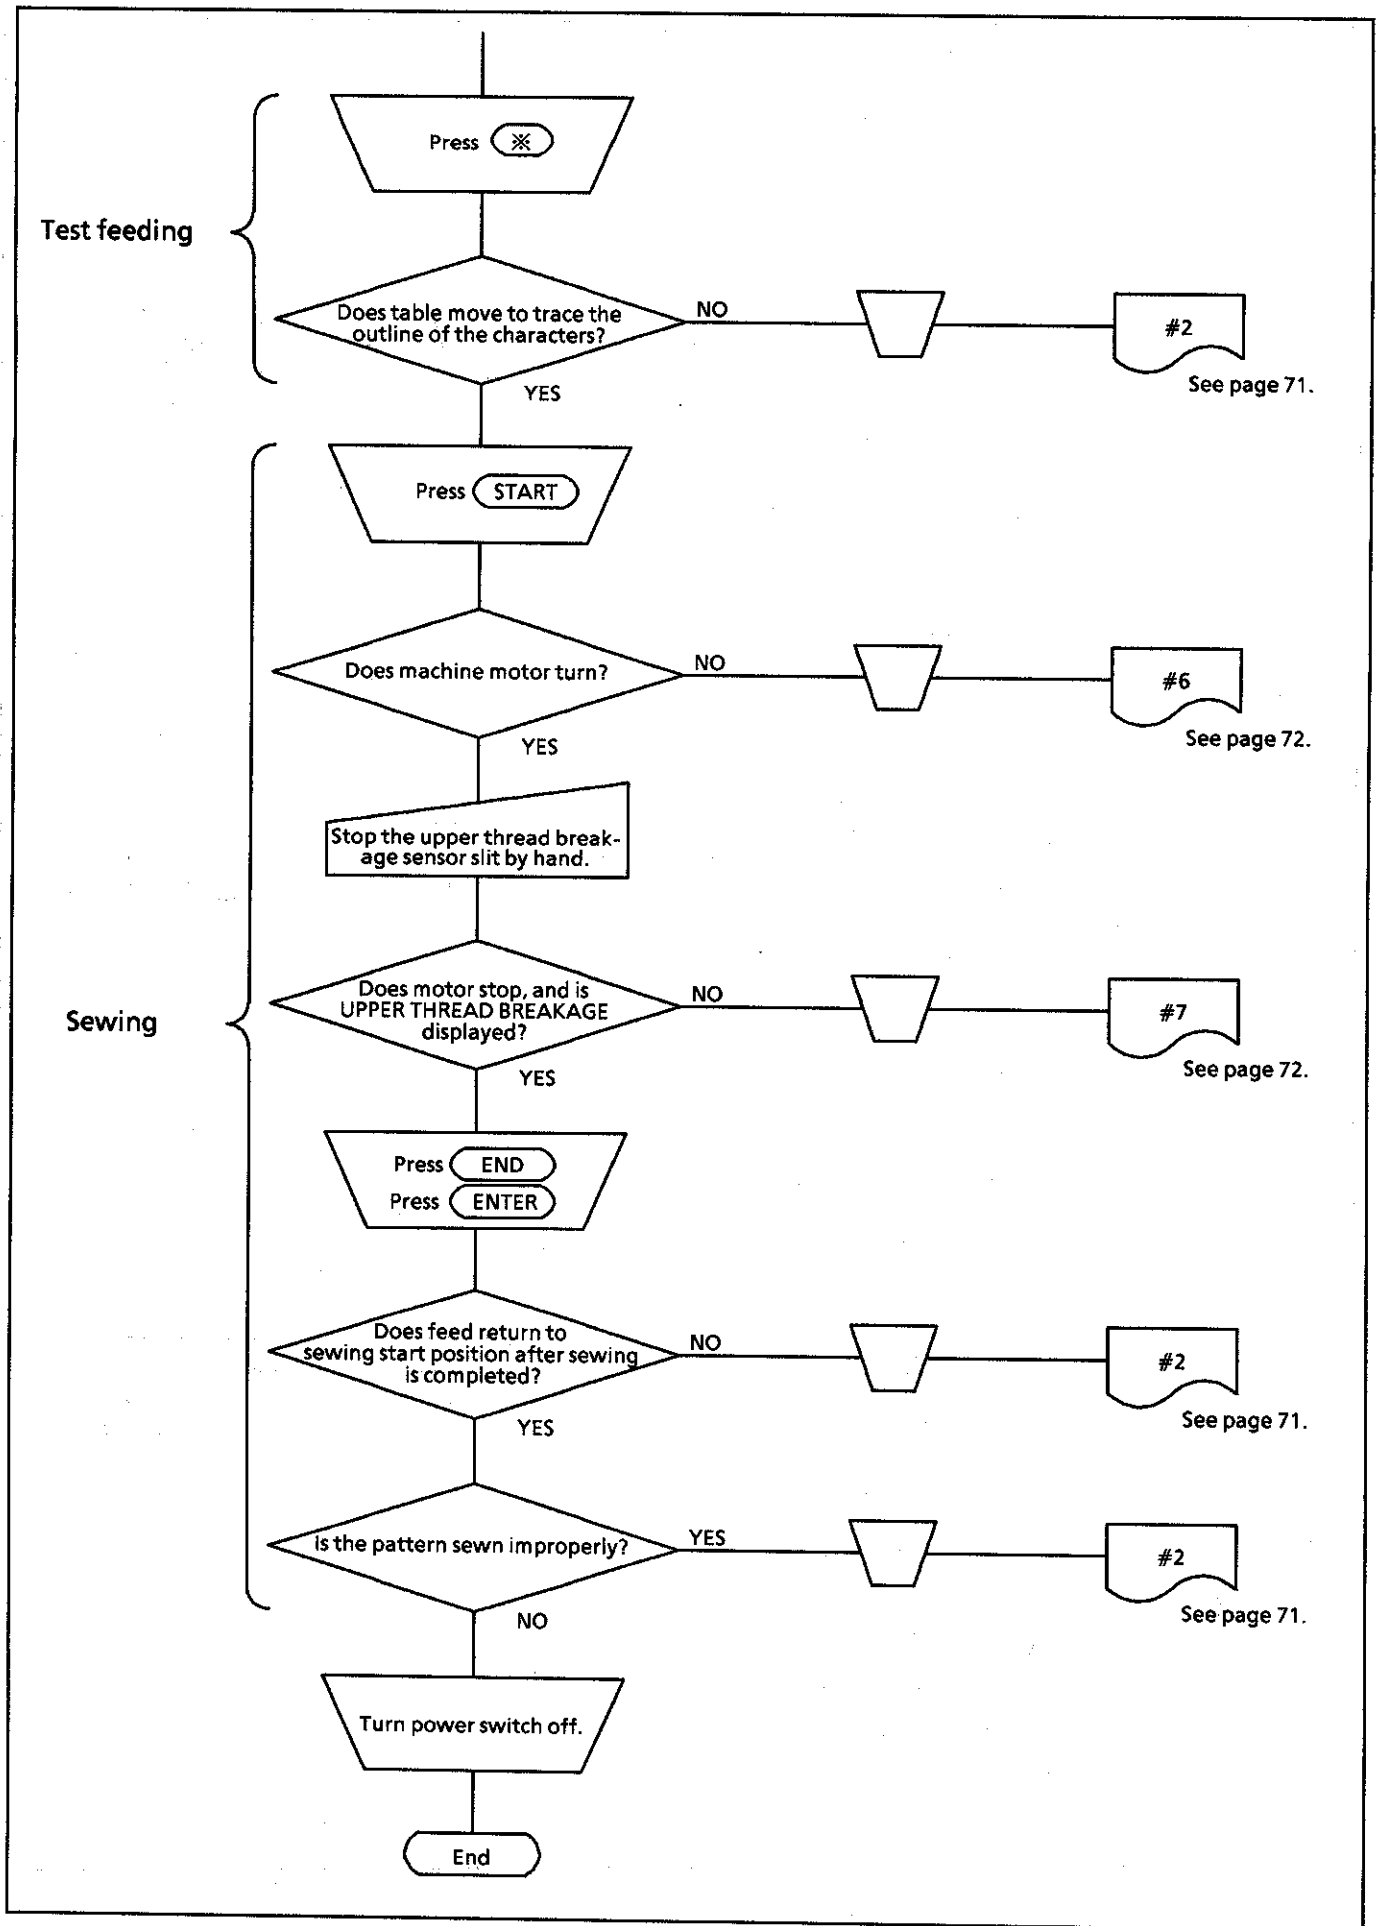 Press ※
Test feeding
Does table move to trace the
outline of the characters?
NO
#2
See page 71.
YES
Press START
Does machine motor turn?
NO
#6
See page 72.
YES
Stop the upper thread break-
age sensor slit by hand.
Does motor stop, and is
UPPER THREAD BREAKAGE
displayed?
NO
#7
Sewing
See page 72.
YES
Press END
Press ENTER
Does feed return to
sewing start position after sewing
is completed?
NO
#2
See page 71.
YES
Is the pattern sewn improperly?
YES
#2
See page 71.
NO
Turn power switch off.
End